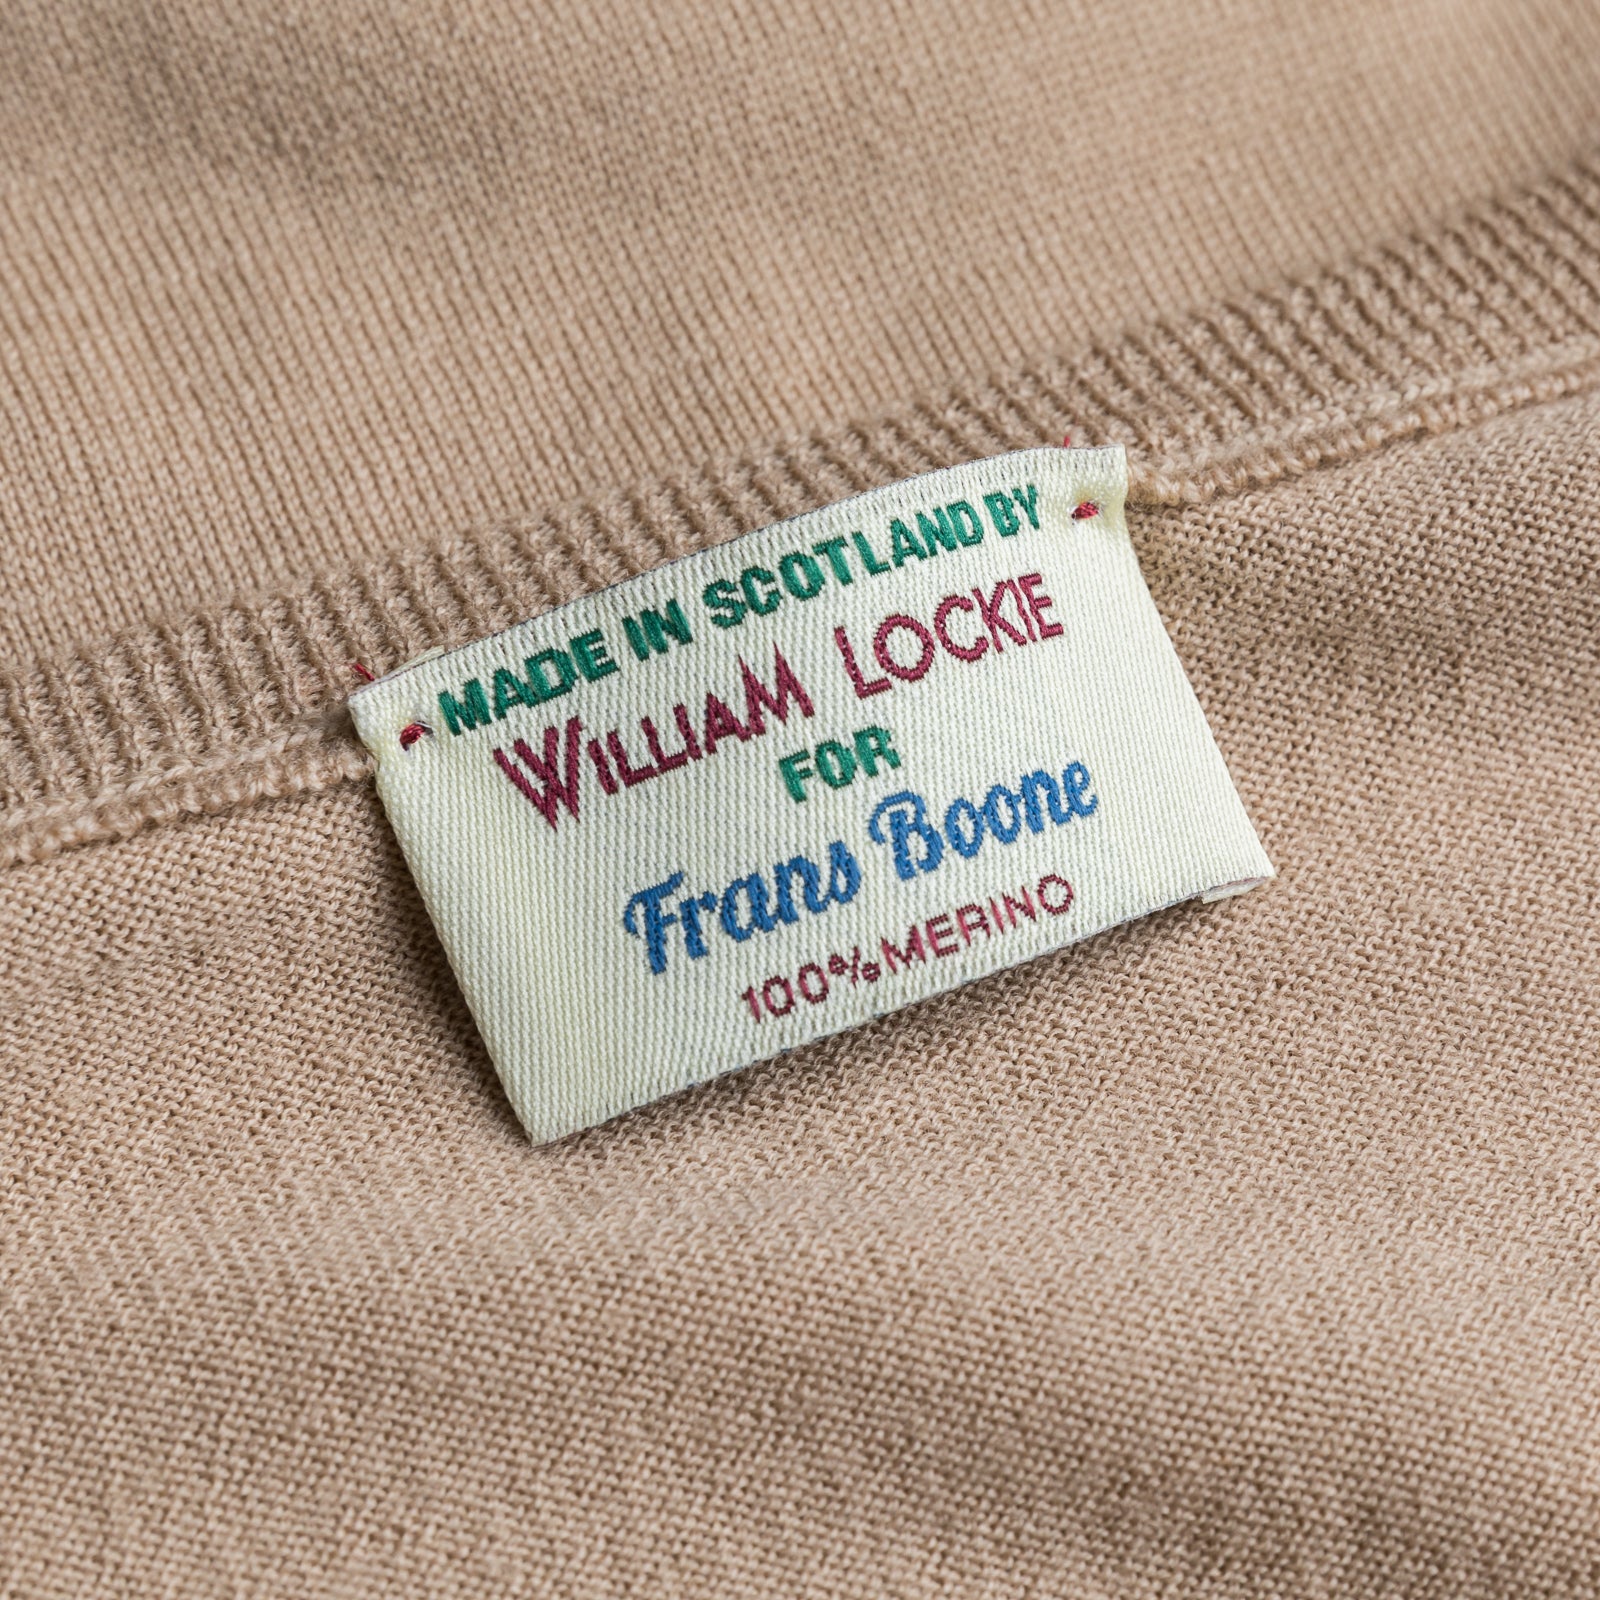 MADE IN SCOTLAND BY
WILLIAM LOCKIE
FOR
Frans Boone
100% MERINO